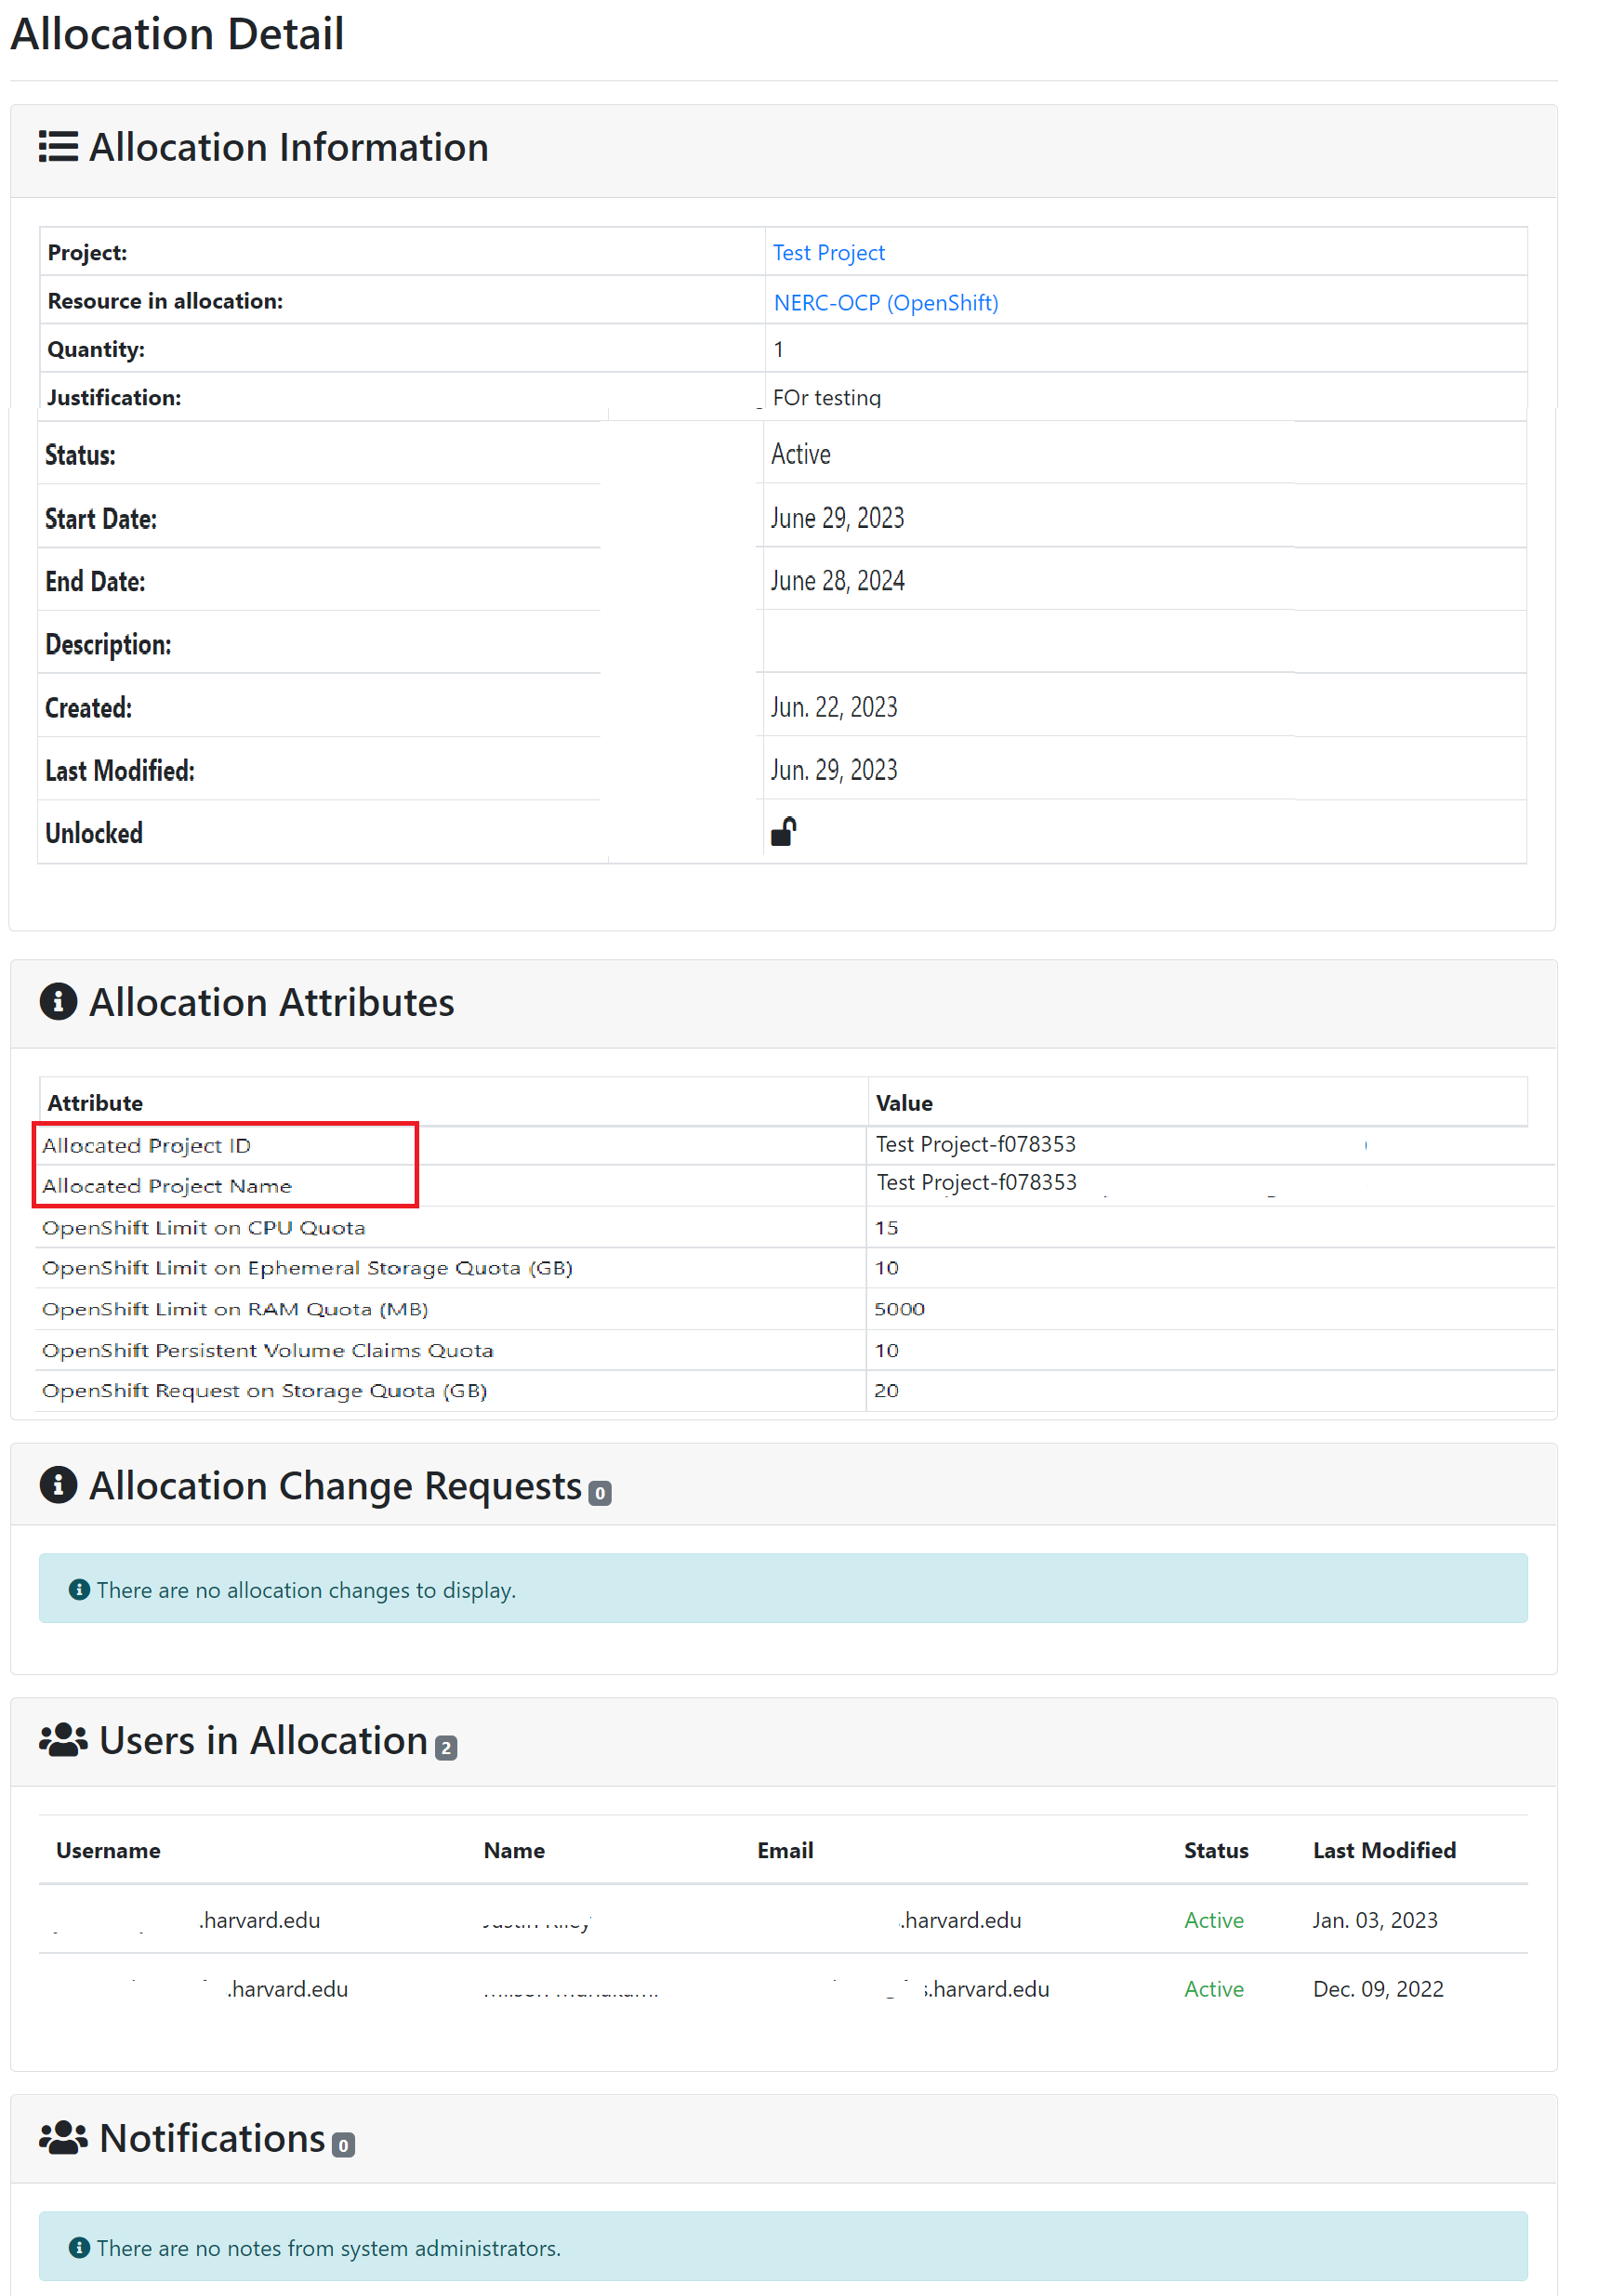 Allocation Detail
Allocation Information
Project: Test Project
Resource in allocation: NERC-OCP (OpenShift)
Quantity: 1
Justification: FOr testing
Status: Active
Start Date: June 29, 2023
End Date: June 28, 2024
Description:
Created: Jun. 22, 2023
Last Modified: Jun. 29, 2023
Unlocked
Allocation Attributes
Attribute Value
Allocated Project ID Test Project-f078353
Allocated Project Name Test Project-f078353
OpenShift Limit on CPU Quota 15
OpenShift Limit on Ephemeral Storage Quota (GB) 10
OpenShift Limit on RAM Quota (MB) 5000
OpenShift Persistent Volume Claims Quota 10
OpenShift Request on Storage Quota (GB) 20
Allocation Change Requests 0
There are no allocation changes to display.
Users in Allocation 2
Username Name Email Status Last Modified
.harvard.edu .harvard.edu Active Jan. 03, 2023
.harvard.edu s.harvard.edu Active Dec. 09, 2022
Notifications 0
There are no notes from system administrators.